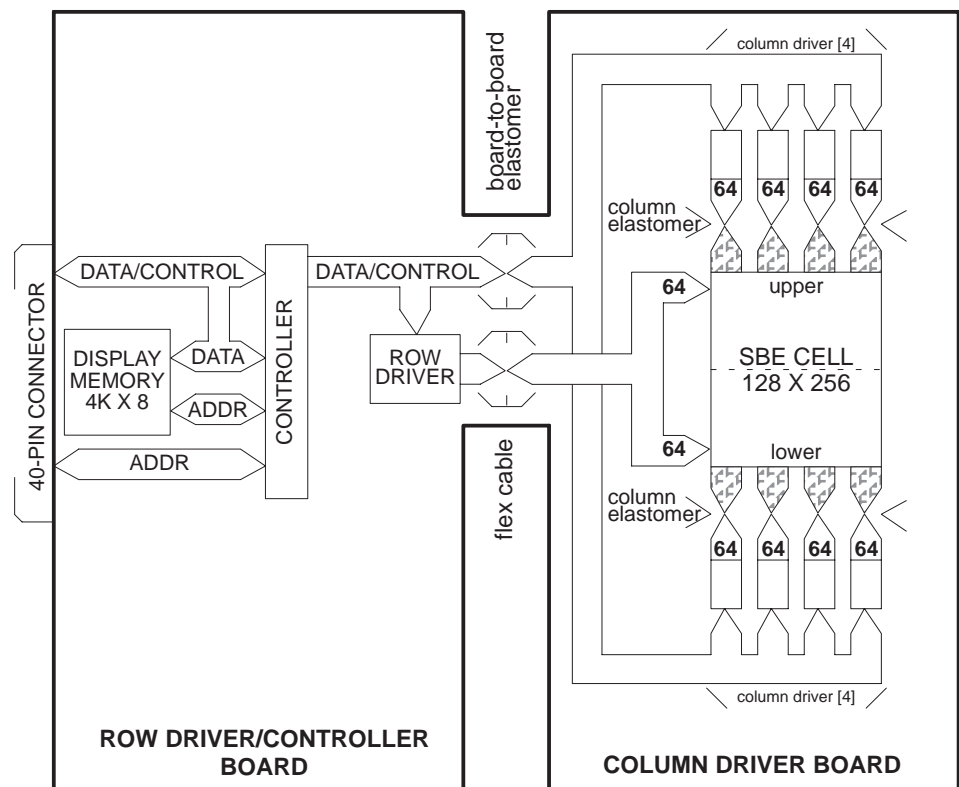 column driver [4]
board-to-board
elastomer
64 64 64 64
column
elastomer
40-PIN CONNECTOR
DATA/CONTROL
CONTROLLER
DATA/CONTROL
64
upper
DISPLAY
MEMORY
4K X 8
DATA
ADDR
ROW
DRIVER
SBE CELL
128 X 256
ADDR
64
lower
flex cable
column
elastomer
64 64 64 64
column driver [4]
ROW DRIVER/CONTROLLER
BOARD
COLUMN DRIVER BOARD